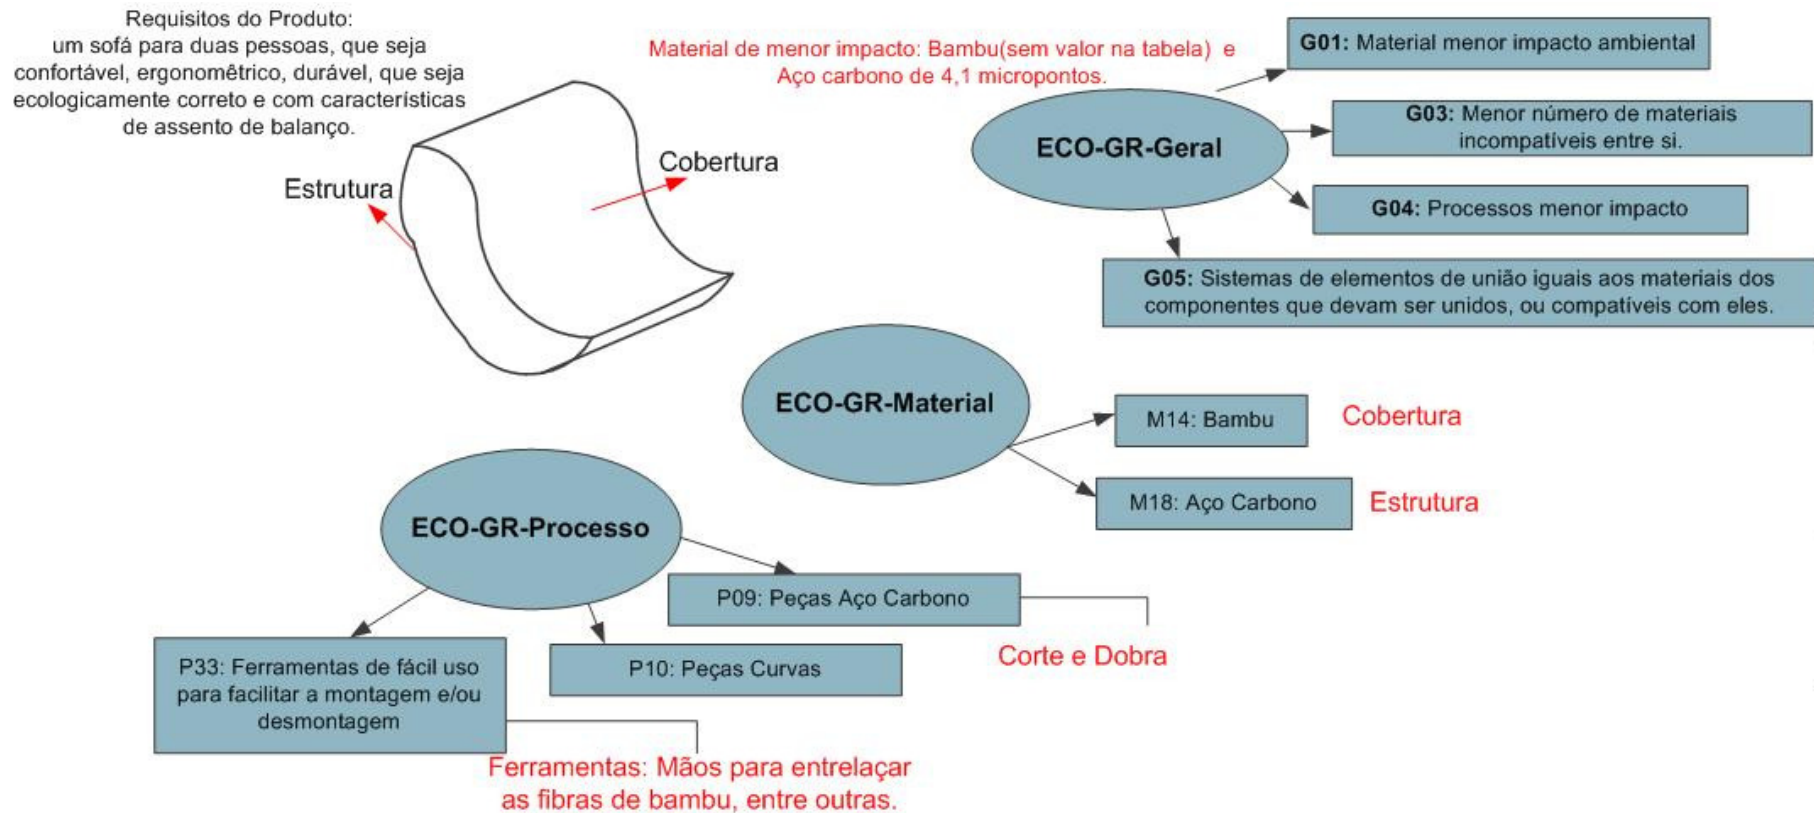 Requisitos do Produto:
um sofá para duas pessoas, que seja
confortável, ergonomêtrico, durável, que seja
ecologicamente correto e com características
de assento de balanço.
Estrutura
Cobertura
Material de menor impacto: Bambu(sem valor na tabela) e
Aço carbono de 4,1 micropontos.
ECO-GR-Geral
G01: Material menor impacto ambiental
G03: Menor número de materiais
incompatíveis entre si.
G04: Processos menor impacto
G05: Sistemas de elementos de união iguais aos materiais dos
componentes que devam ser unidos, ou compatíveis com eles.
ECO-GR-Material
M14: Bambu
Cobertura
M18: Aço Carbono
Estrutura
ECO-GR-Processo
P09: Peças Aço Carbono
Corte e Dobra
P10: Peças Curvas
P33: Ferramentas de fácil uso
para facilitar a montagem e/ou
desmontagem
Ferramentas: Mãos para entrelaçar
as fibras de bambu, entre outras.